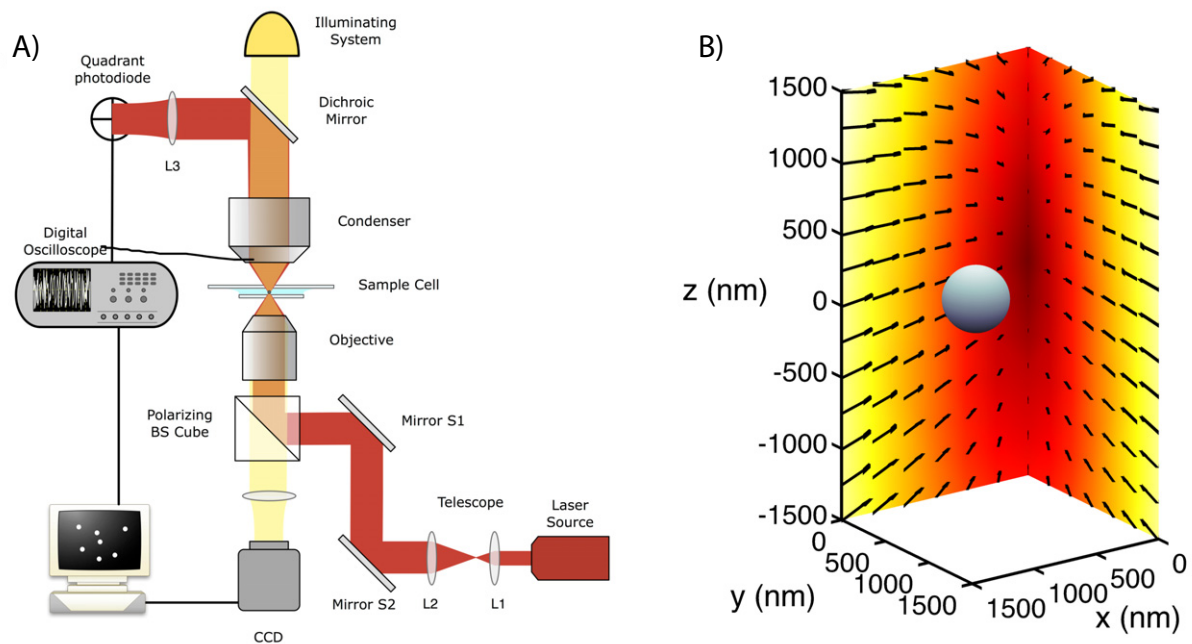 A)
Illuminating
System
Quadrant
photodiode
Dichroic
Mirror
L3
Condenser
Digital
Oscilloscope
Sample Cell
Objective
Polarizing
BS Cube
Mirror S1
Telescope
Laser
Source
Mirror S2
L2
L1
CCD
B)
1500
1000
500
z (nm)
0
-500
-1000
-1500
0
500
1000
1500
y (nm)
1500
1000
500
0
x (nm)